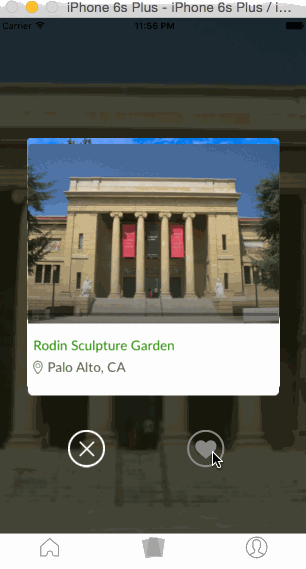 iPhone 6s Plus - iPhone 6s Plus / i...
Carrier 11:56 PM
Rodin Sculpture Garden
Palo Alto, CA